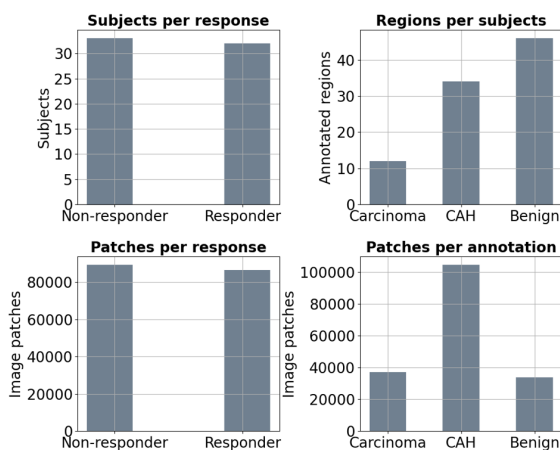 Subjects per response
Subjects
30
25
20
15
10
5
0
Non-responder Responder
Regions per subjects
Annotated regions
40
30
20
10
0
Carcinoma CAH Benign
Patches per response
Image patches
80000
60000
40000
20000
0
Non-responder Responder
Patches per annotation
Image patches
100000
80000
60000
40000
20000
0
Carcinoma CAH Benign